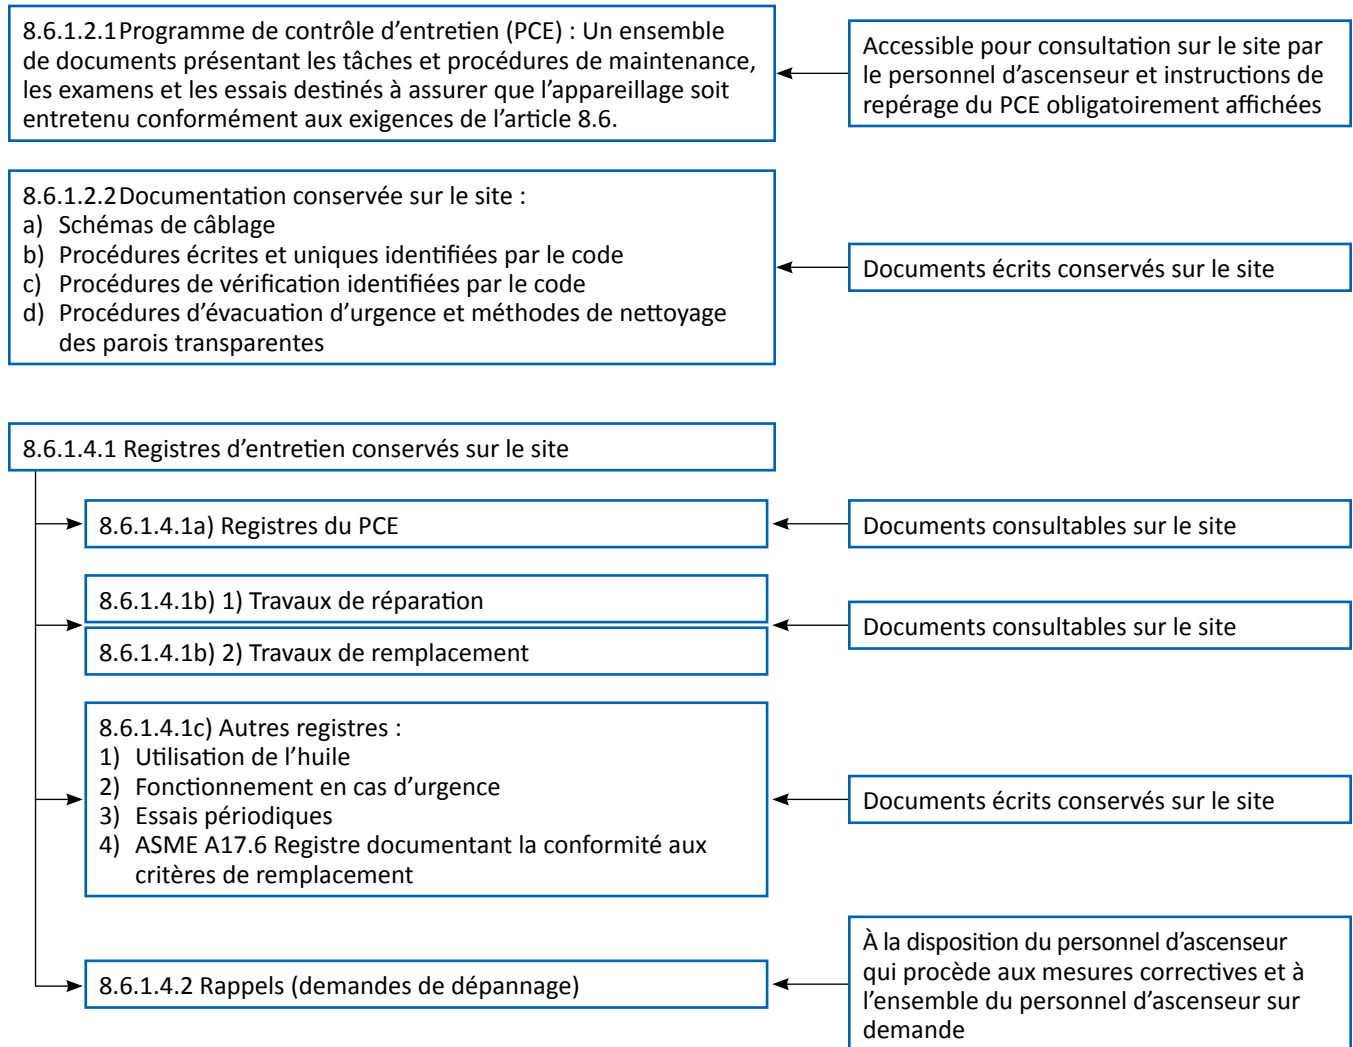 8.6.1.2.1 Programme de contrôle d’entretien (PCE) : Un ensemble
de documents présentant les tâches et procédures de maintenance,
les examens et les essais destinés à assurer que l’appareillage soit
entretenu conformément aux exigences de l’article 8.6.
Accessible pour consultation sur le site par
le personnel d’ascenseur et instructions de
repérage du PCE obligatoirement affichées
8.6.1.2.2 Documentation conservée sur le site :
a) Schémas de câblage
b) Procédures écrites et uniques identifiées par le code
c) Procédures de vérification identifiées par le code
d) Procédures d’évacuation d’urgence et méthodes de nettoyage
des parois transparentes
Documents écrits conservés sur le site
8.6.1.4.1 Registres d’entretien conservés sur le site
8.6.1.4.1a) Registres du PCE
Documents consultables sur le site
8.6.1.4.1b) 1) Travaux de réparation
8.6.1.4.1b) 2) Travaux de remplacement
Documents consultables sur le site
8.6.1.4.1c) Autres registres :
1) Utilisation de l’huile
2) Fonctionnement en cas d’urgence
3) Essais périodiques
4) ASME A17.6 Registre documentant la conformité aux
critères de remplacement
Documents écrits conservés sur le site
8.6.1.4.2 Rappels (demandes de dépannage)
À la disposition du personnel d’ascenseur
qui procède aux mesures correctives et à
l’ensemble du personnel d’ascenseur sur
demande